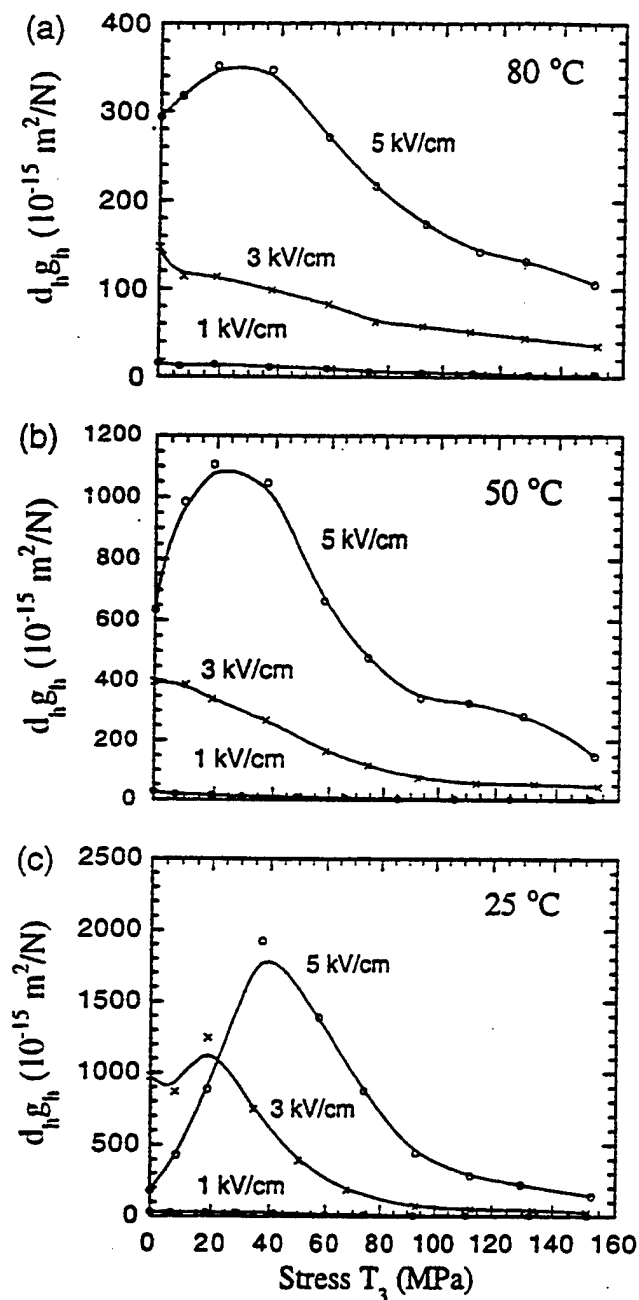 (a)
400
300
200
100
0
d_h g_h (10^-15 m^2/N)
80 °C
5 kV/cm
3 kV/cm
1 kV/cm
(b)
1200
1000
800
600
400
200
0
d_h g_h (10^-15 m^2/N)
50 °C
5 kV/cm
3 kV/cm
1 kV/cm
(c)
2500
2000
1500
1000
500
0
d_h g_h (10^-15 m^2/N)
25 °C
5 kV/cm
3 kV/cm
1 kV/cm
0 20 40 60 80 100 120 140 160
Stress T_3 (MPa)